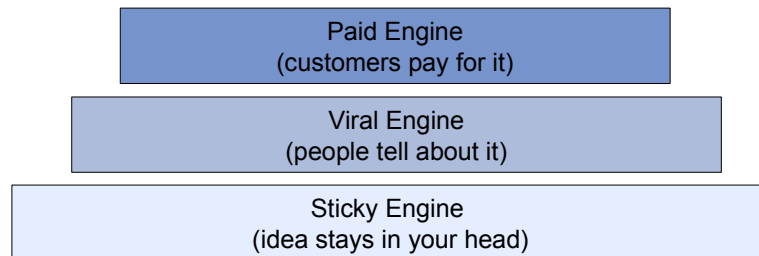 Paid Engine
(customers pay for it)
Viral Engine
(people tell about it)
Sticky Engine
(idea stays in your head)